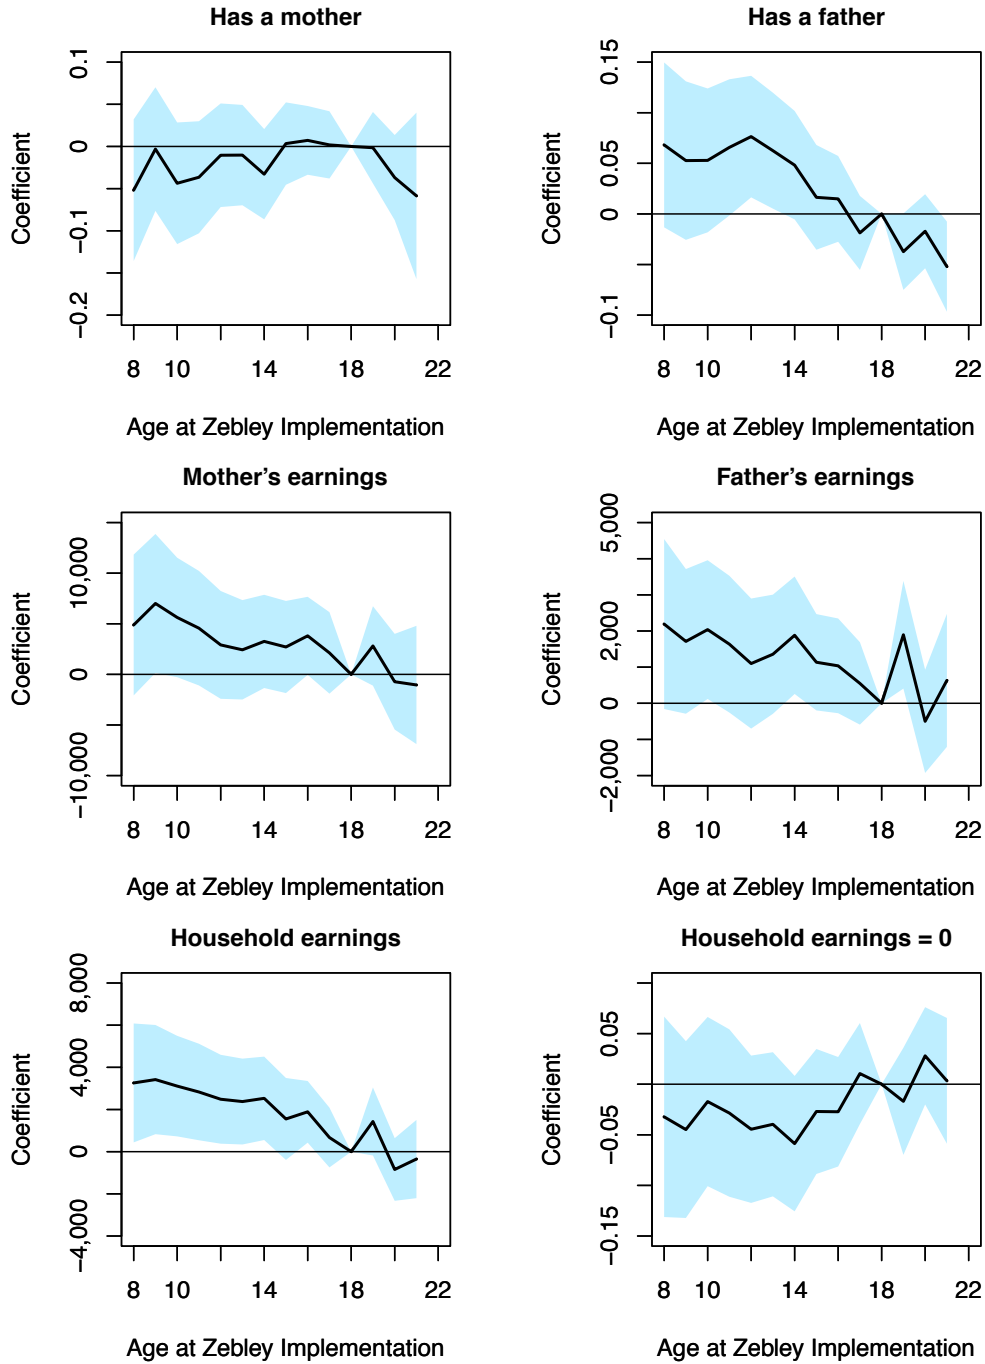 Has a mother
Coefficient
0.1
0
−0.1
−0.2
8 10 14 18 22
Age at Zebley Implementation
Has a father
Coefficient
0.15
0.05
0
−0.1
8 10 14 18 22
Age at Zebley Implementation
Mother’s earnings
Coefficient
10,000
0
−10,000
8 10 14 18 22
Age at Zebley Implementation
Father’s earnings
Coefficient
5,000
2,000
0
−2,000
8 10 14 18 22
Age at Zebley Implementation
Household earnings
Coefficient
8,000
4,000
0
−4,000
8 10 14 18 22
Age at Zebley Implementation
Household earnings = 0
Coefficient
0.05
−0.05
−0.15
8 10 14 18 22
Age at Zebley Implementation